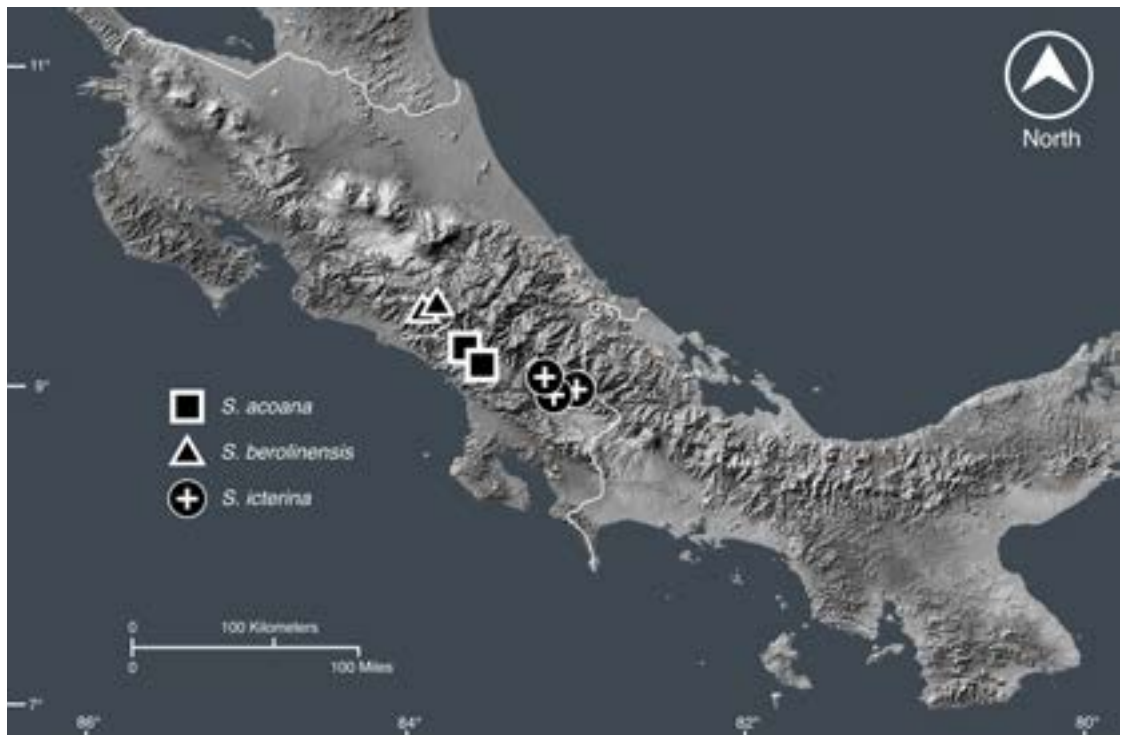 11°
North
9°
S. acoana
S. berolinensis
S. icterina
0 100 Kilometers
0 100 Miles
7°
86° 84° 82° 80°